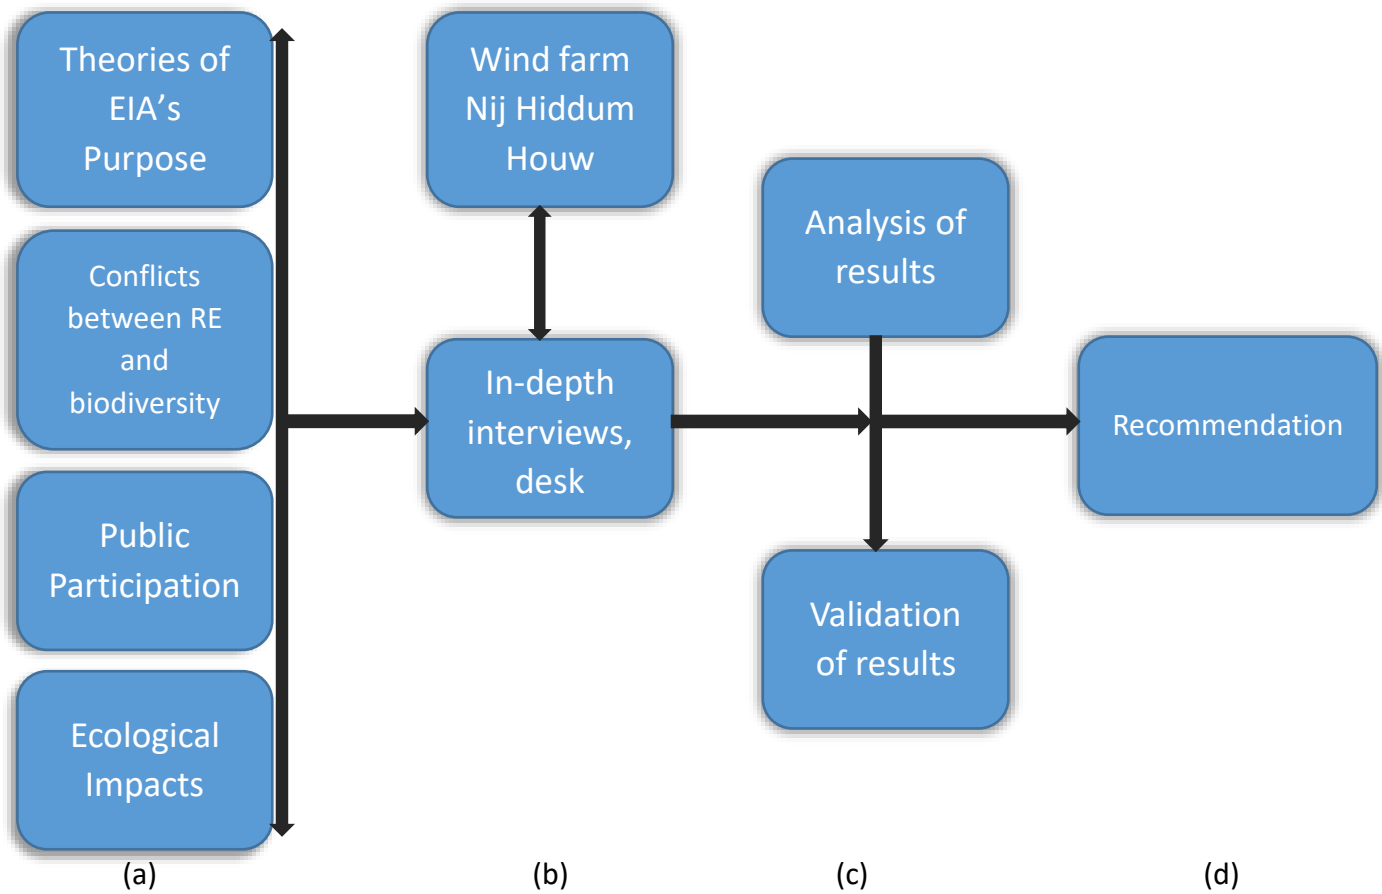 Theories of
EIA’s
Purpose
Conflicts
between RE
and
biodiversity
Public
Participation
Ecological
Impacts
(a)
Wind farm
Nij Hiddum
Houw
In-depth
interviews,
desk
(b)
Analysis of
results
Validation
of results
(c)
Recommendation
(d)